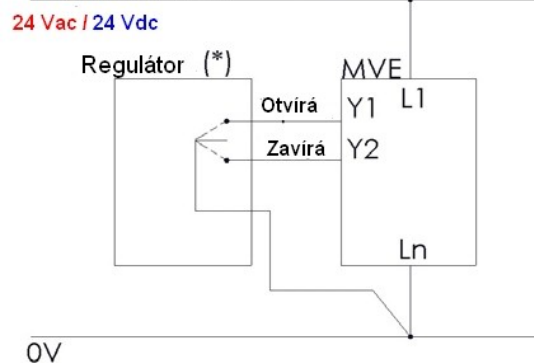 24 Vac / 24 Vdc
Regulátor (*)
MVE
L1
Otvírá
Y1
Zavírá
Y2
Ln
0V